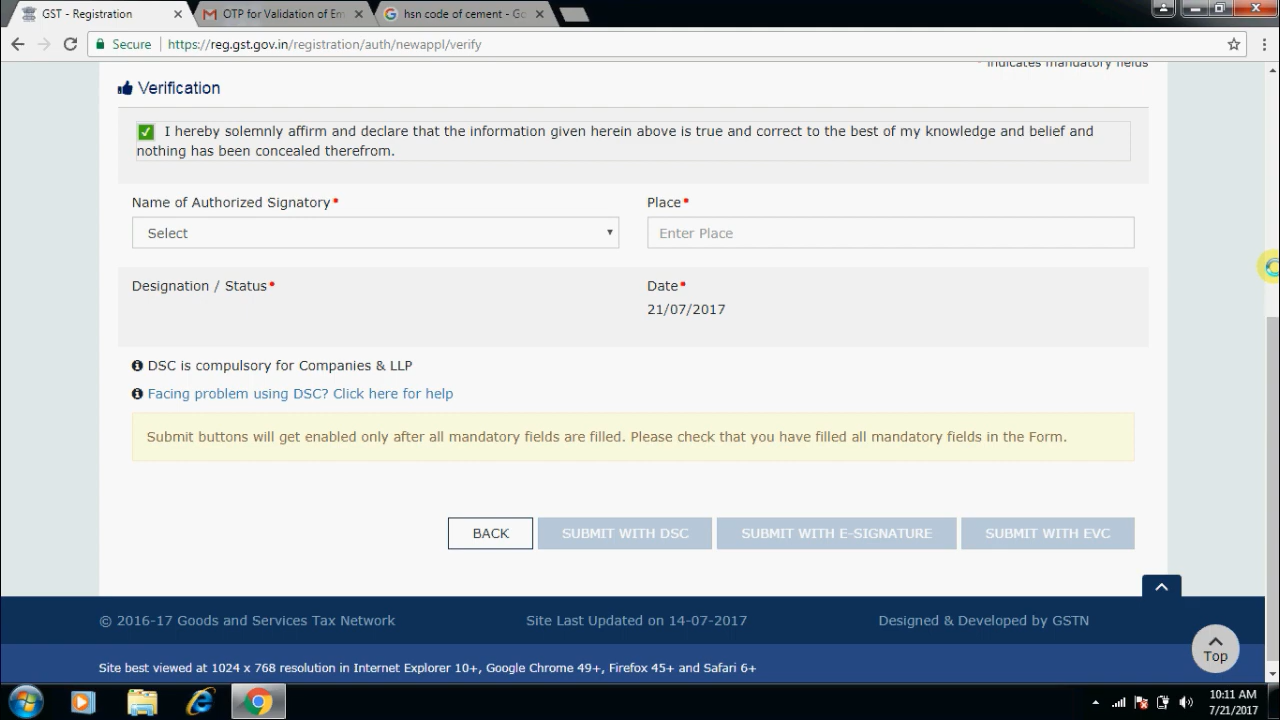 GST - Registration
OTP for Validation of Em
hsn code of cement - Go
Secure
https://reg.gst.gov.in/registration/auth/newappl/verify
* indicates mandatory fields
Verification
I hereby solemnly affirm and declare that the information given herein above is true and correct to the best of my knowledge and belief and
nothing has been concealed therefrom.
Name of Authorized Signatory•
Place•
Select
Enter Place
Designation / Status•
Date•
21/07/2017
DSC is compulsory for Companies & LLP
Facing problem using DSC? Click here for help
Submit buttons will get enabled only after all mandatory fields are filled. Please check that you have filled all mandatory fields in the Form.
BACK
SUBMIT WITH DSC
SUBMIT WITH E-SIGNATURE
SUBMIT WITH EVC
© 2016-17 Goods and Services Tax Network
Site Last Updated on 14-07-2017
Designed & Developed by GSTN
Top
Site best viewed at 1024 x 768 resolution in Internet Explorer 10+, Google Chrome 49+, Firefox 45+ and Safari 6+
10:11 AM
7/21/2017